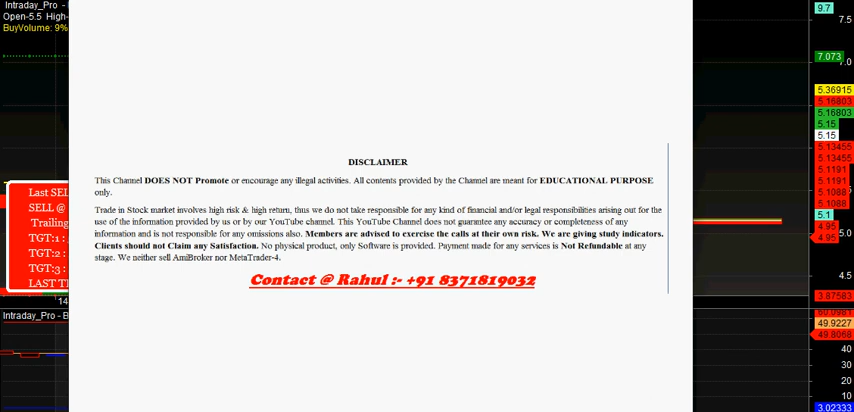 Intraday_Pro -
Open-5.5 High-
BuyVolume: 9%
9.7
7.5
7.073
7.0
5.36915
5.16803
5.16803
5.15
5.15
5.13455
5.13455
5.1191
5.1191
5.1088
5.1088
5.1
4.95
4.95
4.5
3.87583
DISCLAIMER
This Channel DOES NOT Promote or encourage any illegal activities. All contents provided by the Channel are meant for EDUCATIONAL PURPOSE
only.
Trade in Stock market involves high risk & high return, thus we do not take responsible for any kind of financial and/or legal responsibilities arising out for the
use of the information provided by us or by our YouTube channel. This YouTube Channel does not guarantee any accuracy or completeness of any
information and is not responsible for any omissions also. Members are advised to exercise the calls at their own risk. We are giving study indicators.
Clients should not Claim any Satisfaction. No physical product, only Software is provided. Payment made for any services is Not Refundable at any
stage. We neither sell AmiBroker nor MetaTrader-4.
Contact @ Rahul :- +91 8371819032
Last SEL
SELL @
Trailing
TGT:1 :
TGT:2 :
TGT:3 :
LAST T
14
Intraday_Pro - B
60.0981
49.9227
49.8068
40
30
20
10
3.02333